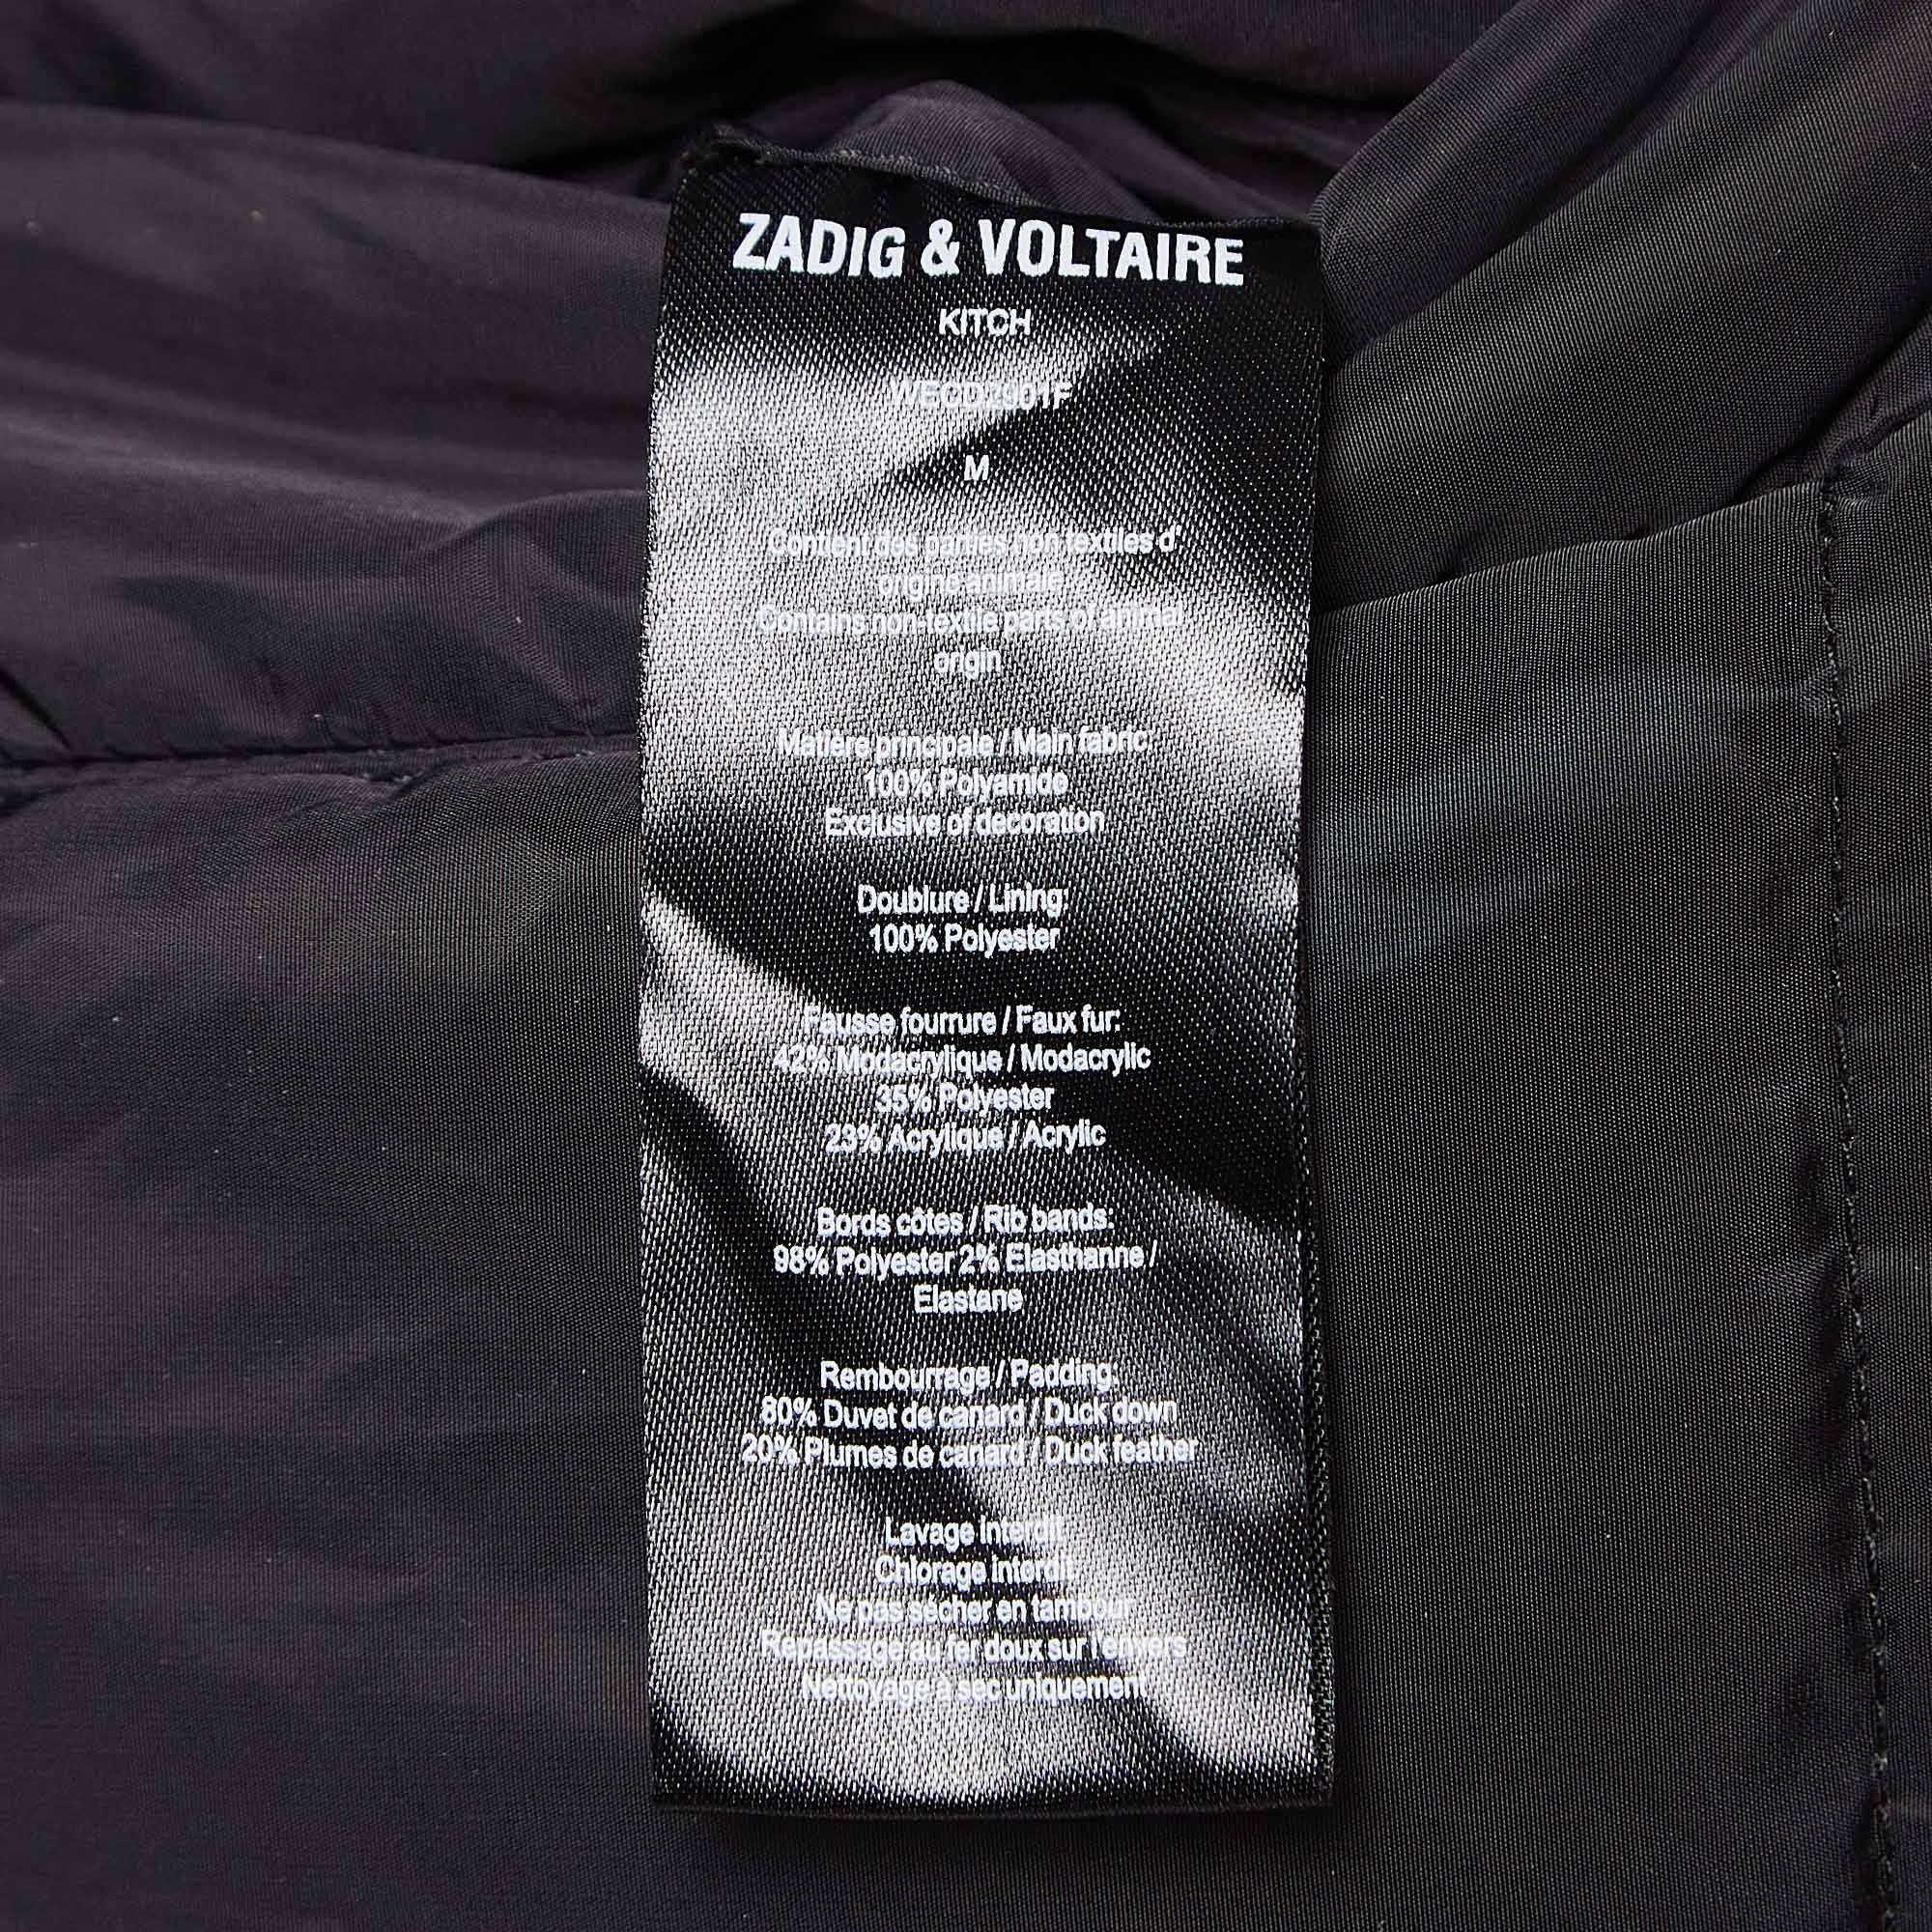 ZADIG & VOLTAIRE
KITCH
WECD2901F
M
Contient des parties non textiles d'
origine animale
Contains non-textile parts of animal
origin
Matière principale / Main fabric
100% Polyamide
Exclusive of decoration
Doublure / Lining:
100% Polyester
Fausse fourrure / Faux fur:
42% Modacrylique / Modacrylic
35% Polyester
23% Acrylique / Acrylic
Bords côtes / Rib bands:
98% Polyester 2% Elasthanne /
Elastane
Rembourrage / Padding:
80% Duvet de canard / Duck down
20% Plumes de canard / Duck feather
Lavage interdit
Chlorage interdit
Ne pas sécher en tambour
Repassage au fer doux sur l'envers
Nettoyage à sec uniquement